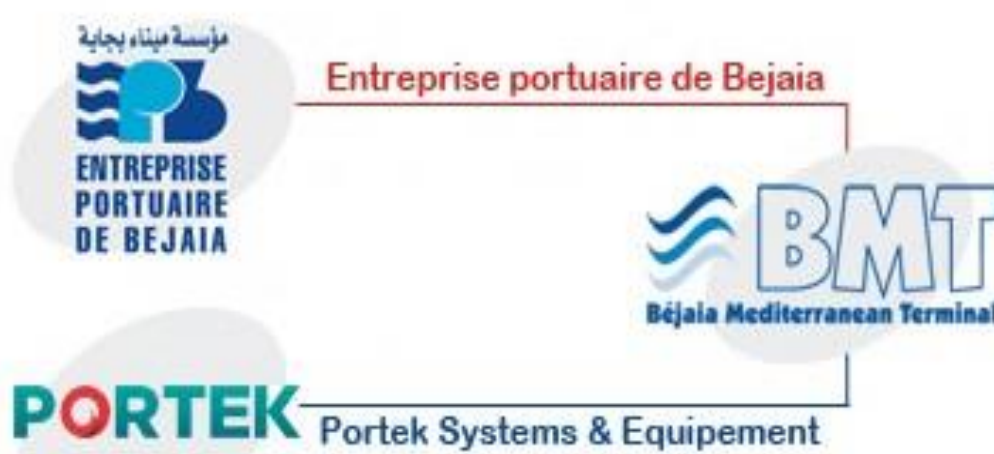 مؤسسة ميناء بجاية
ENTREPRISE
PORTUAIRE
DE BEJAIA
Entreprise portuaire de Bejaia
BMT
Béjaia Mediterranean Terminal
PORTEK
Portek Systems & Equipement